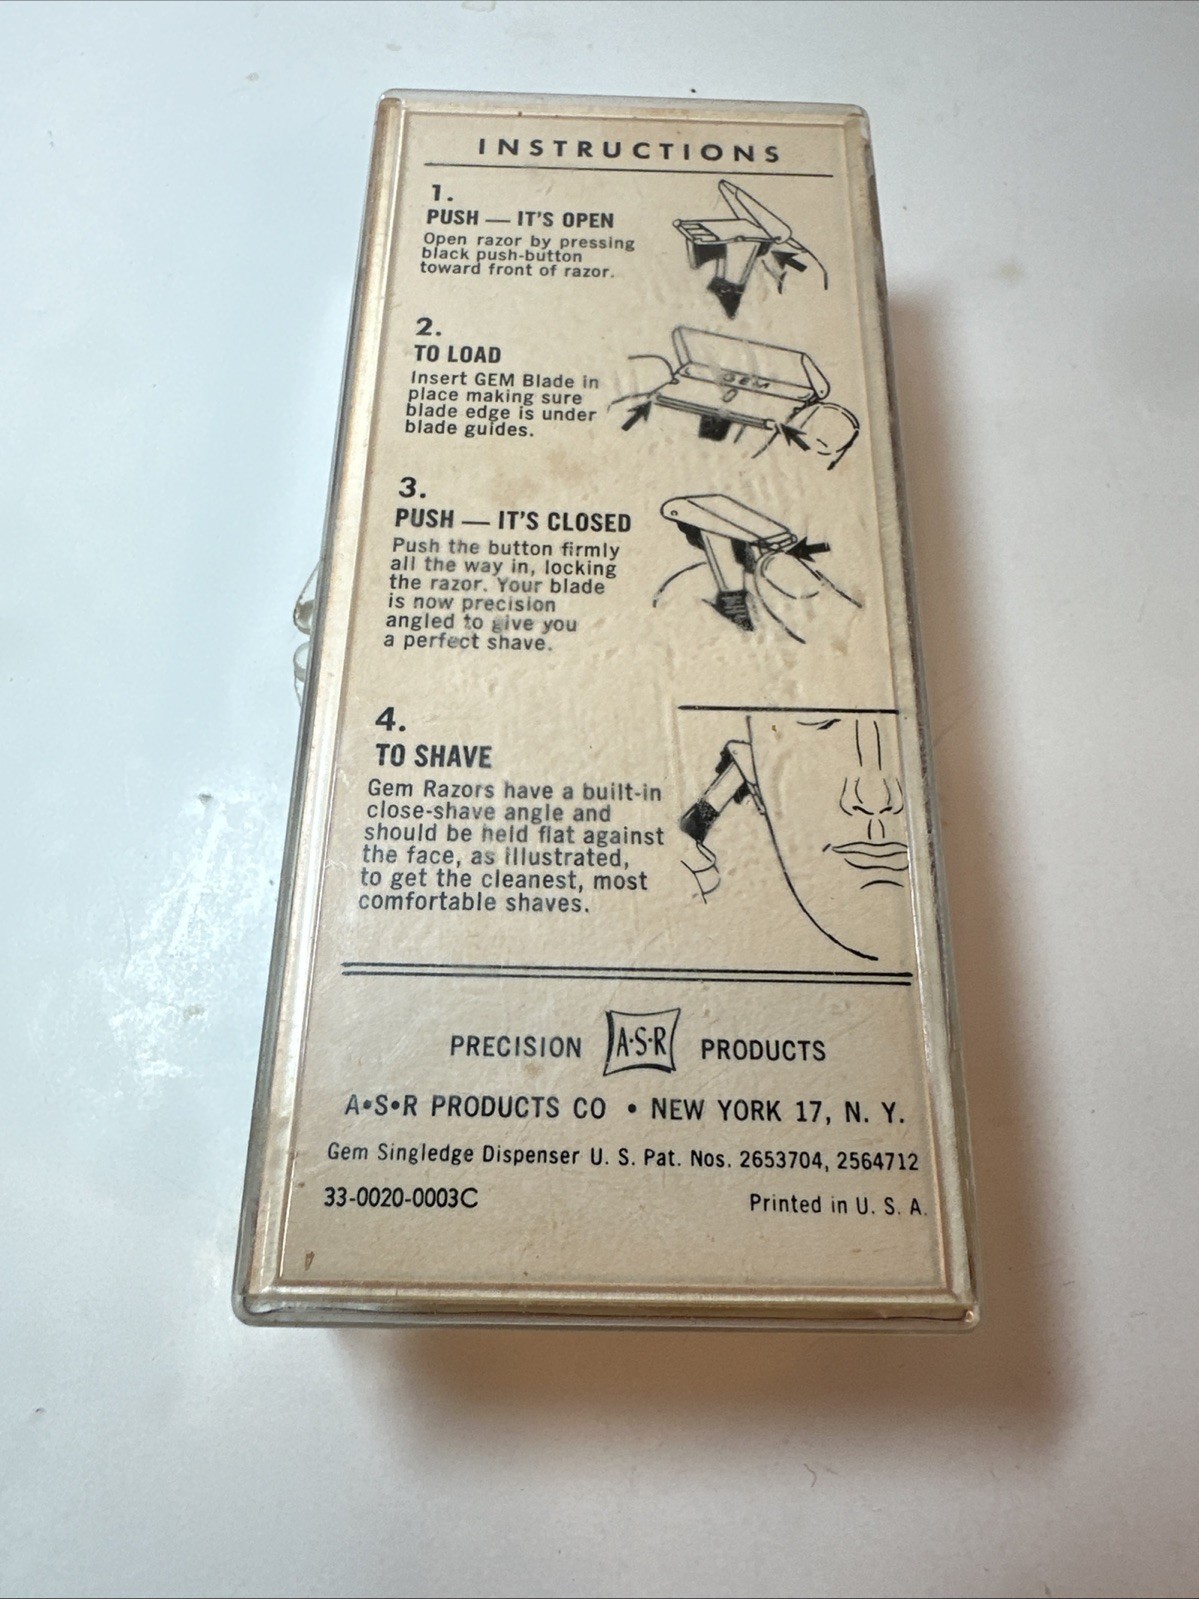 INSTRUCTIONS
1.
PUSH — IT'S OPEN
Open razor by pressing
black push-button
toward front of razor.
2.
TO LOAD
Insert GEM Blade in
place making sure
blade edge is under
blade guides.
GEM
3.
PUSH — IT'S CLOSED
Push the button firmly
all the way in, locking
the razor. Your blade
is now precision
angled to give you
a perfect shave.
4.
TO SHAVE
Gem Razors have a built-in
close-shave angle and
should be held flat against
the face, as illustrated,
to get the cleanest, most
comfortable shaves.
PRECISION A·S·R PRODUCTS
A•S•R PRODUCTS CO • NEW YORK 17, N. Y.
Gem Singledge Dispenser U. S. Pat. Nos. 2653704, 2564712
33-0020-0003C Printed in U. S. A.